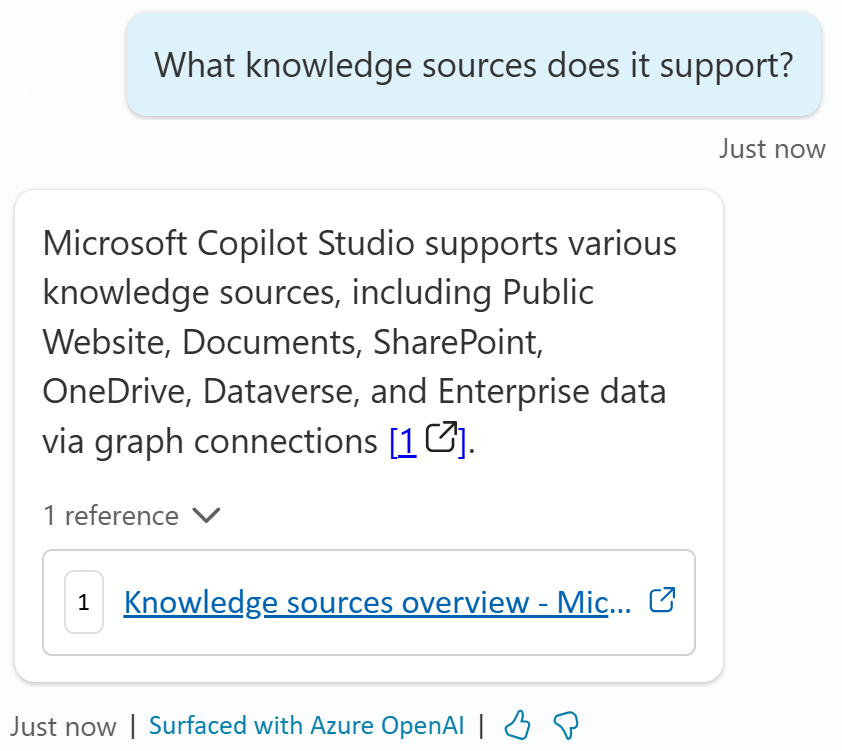 What knowledge sources does it support?
Just now
Microsoft Copilot Studio supports various
knowledge sources, including Public
Website, Documents, SharePoint,
OneDrive, Dataverse, and Enterprise data
via graph connections [1].
1 reference
1 Knowledge sources overview - Mic...
Just now | Surfaced with Azure OpenAI |